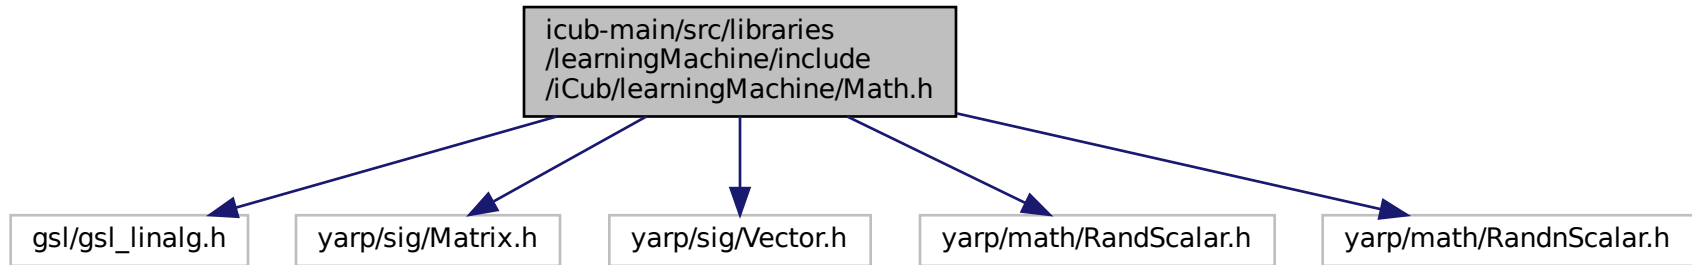 icub-main/src/libraries
/learningMachine/include
/iCub/learningMachine/Math.h
gsl/gsl_linalg.h
yarp/sig/Matrix.h
yarp/sig/Vector.h
yarp/math/RandScalar.h
yarp/math/RandnScalar.h